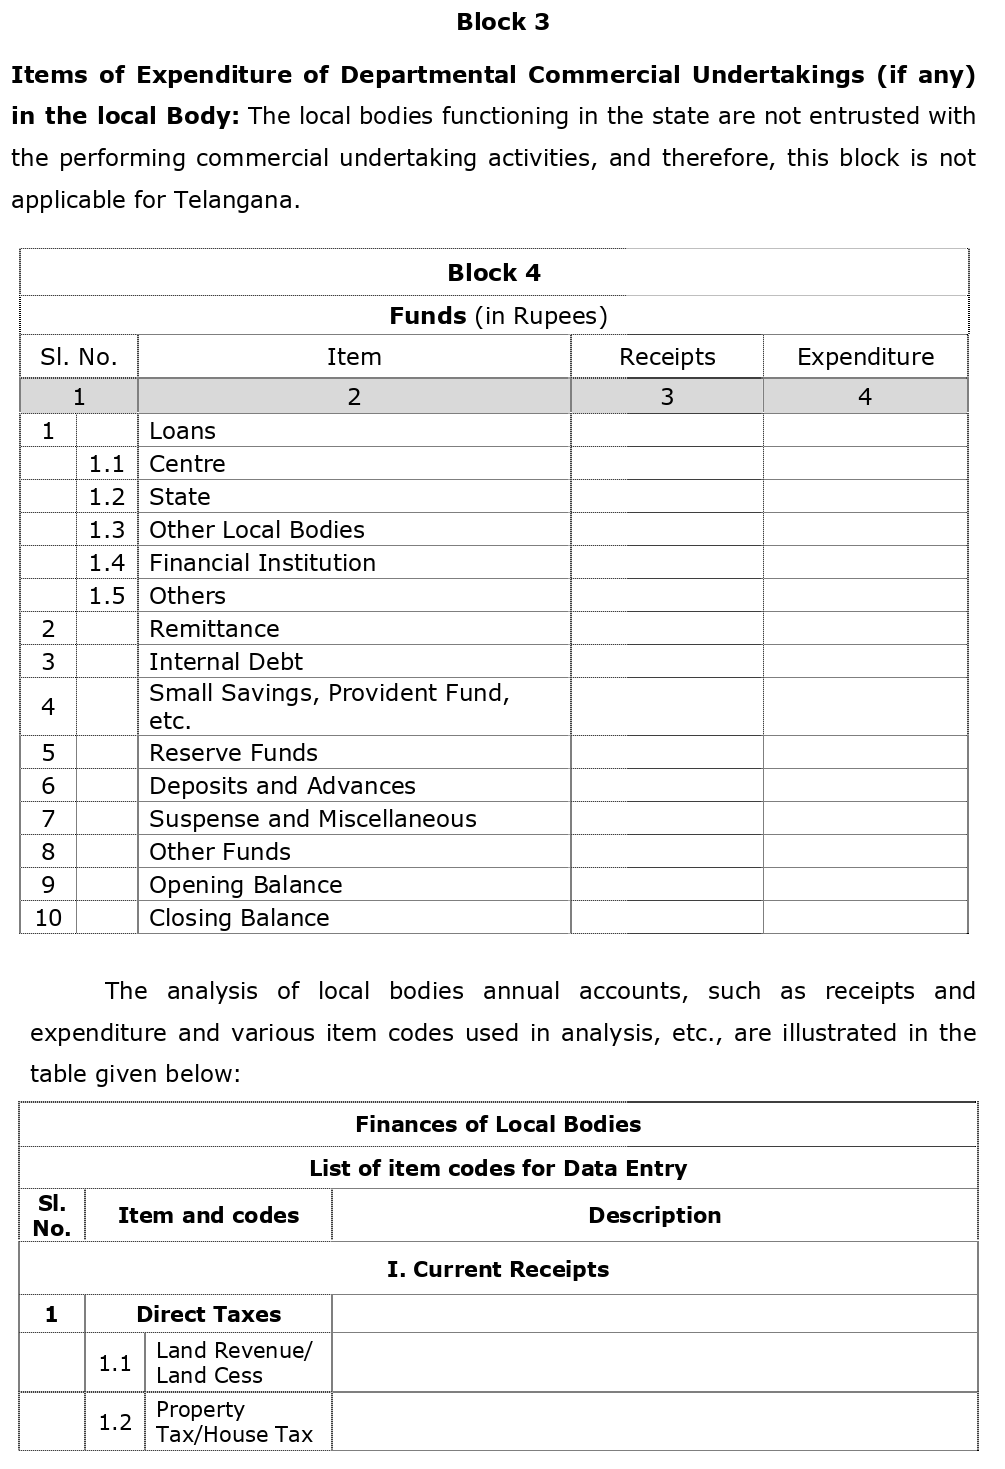 Block 3
Items of Expenditure of Departmental Commercial Undertakings (if any)
in the local Body: The local bodies functioning in the state are not entrusted with
the performing commercial undertaking activities, and therefore, this block is not
applicable for Telangana.
Block 4
Funds (in Rupees)
Sl. No. Item Receipts Expenditure
1 2 3 4
1 Loans
1.1 Centre
1.2 State
1.3 Other Local Bodies
1.4 Financial Institution
1.5 Others
2 Remittance
3 Internal Debt
4 Small Savings, Provident Fund,
etc.
5 Reserve Funds
6 Deposits and Advances
7 Suspense and Miscellaneous
8 Other Funds
9 Opening Balance
10 Closing Balance
The analysis of local bodies annual accounts, such as receipts and
expenditure and various item codes used in analysis, etc., are illustrated in the
table given below:
Finances of Local Bodies
List of item codes for Data Entry
Sl.
No. Item and codes Description
I. Current Receipts
1 Direct Taxes
1.1 Land Revenue/
Land Cess
1.2 Property
Tax/House Tax